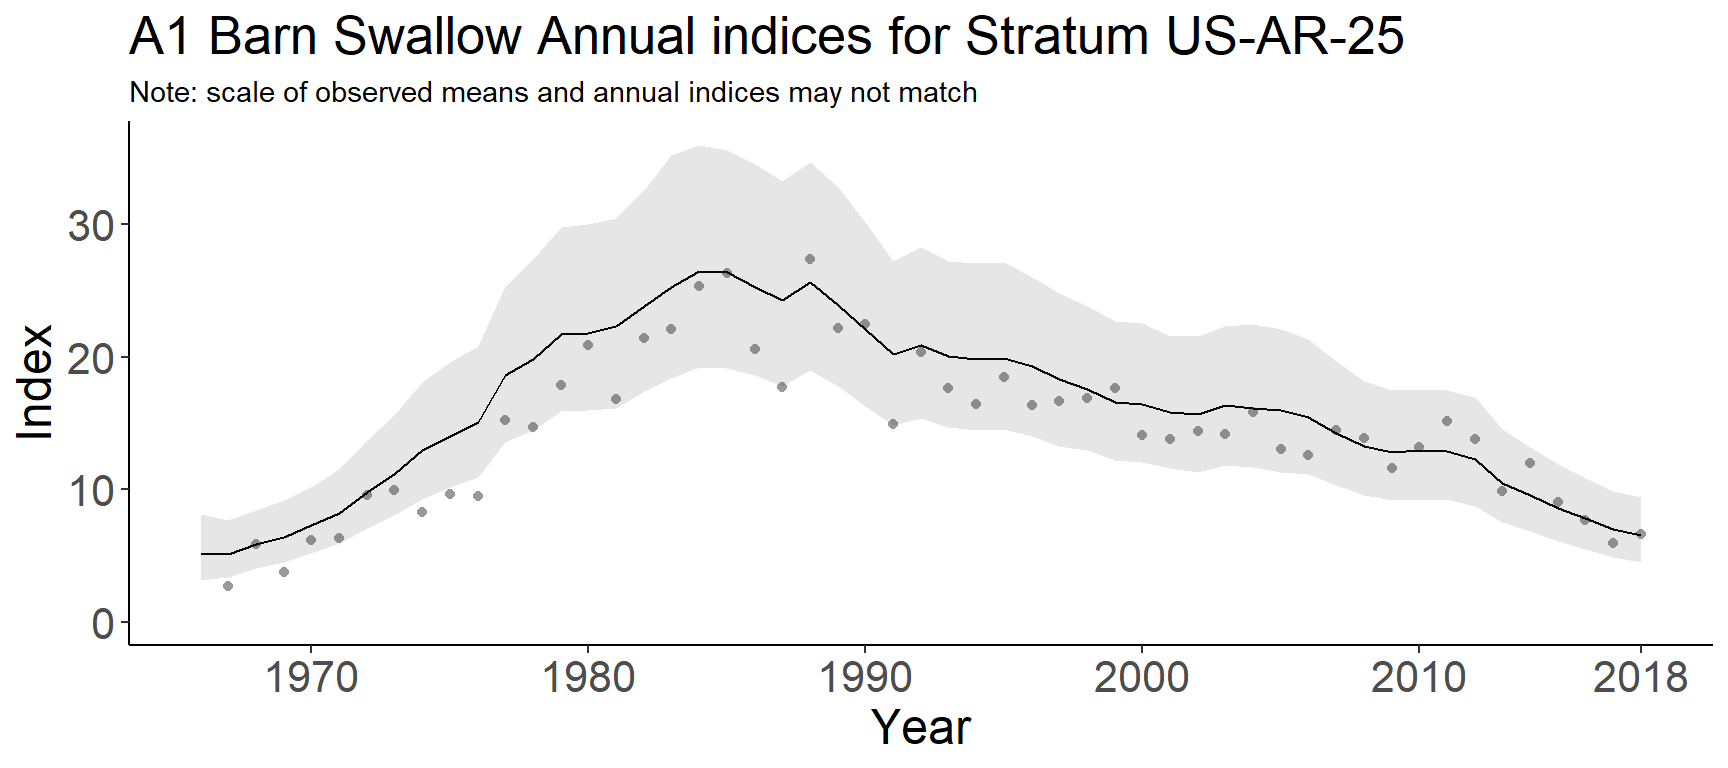 A1 Barn Swallow Annual indices for Stratum US-AR-25
Note: scale of observed means and annual indices may not match
Index
30
20
10
0
1970 1980 1990 2000 2010 2018
Year